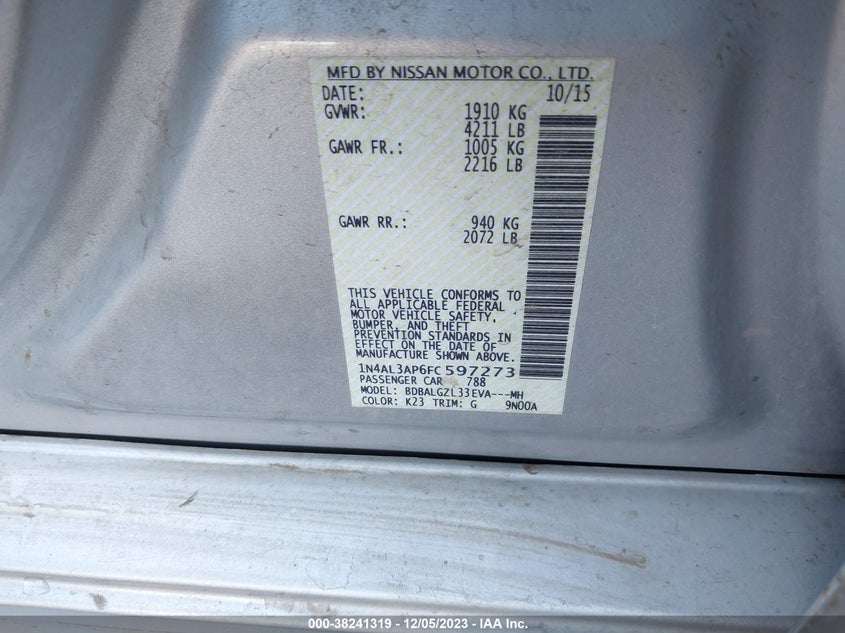 MFD BY NISSAN MOTOR CO., LTD.
DATE: 10/15
GVWR: 1910 KG
4211 LB
GAWR FR.: 1005 KG
2216 LB
GAWR RR.: 940 KG
2072 LB
THIS VEHICLE CONFORMS TO
ALL APPLICABLE FEDERAL
MOTOR VEHICLE SAFETY,
BUMPER, AND THEFT
PREVENTION STANDARDS IN
EFFECT ON THE DATE OF
MANUFACTURE SHOWN ABOVE.
1N4AL3AP6FC597273
PASSENGER CAR 788
MODEL: BDBALGZL33EVA---MH
COLOR: K23 TRIM: G 9N00A
000-38241319 - 12/05/2023 - IAAI.com